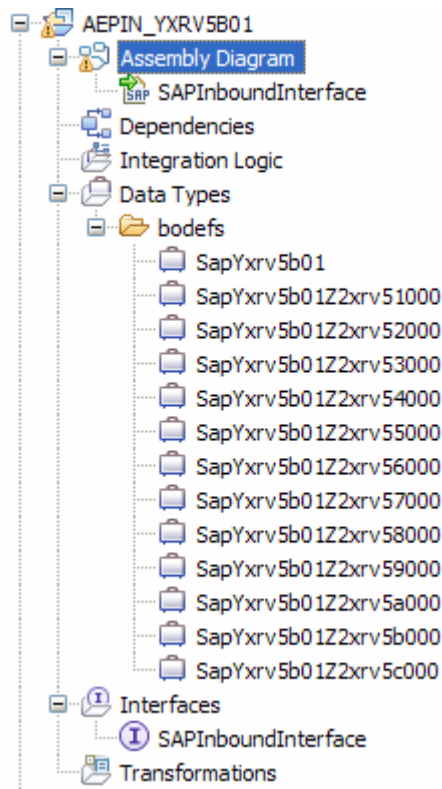 AEPIN_YXRV5B01
Assembly Diagram
SAP SAPInboundInterface
Dependencies
Integration Logic
Data Types
bodefs
SapYxrv5b01
SapYxrv5b01Z2xrv51000
SapYxrv5b01Z2xrv52000
SapYxrv5b01Z2xrv53000
SapYxrv5b01Z2xrv54000
SapYxrv5b01Z2xrv55000
SapYxrv5b01Z2xrv56000
SapYxrv5b01Z2xrv57000
SapYxrv5b01Z2xrv58000
SapYxrv5b01Z2xrv59000
SapYxrv5b01Z2xrv5a000
SapYxrv5b01Z2xrv5b000
SapYxrv5b01Z2xrv5c000
I Interfaces
I SAPInboundInterface
Transformations